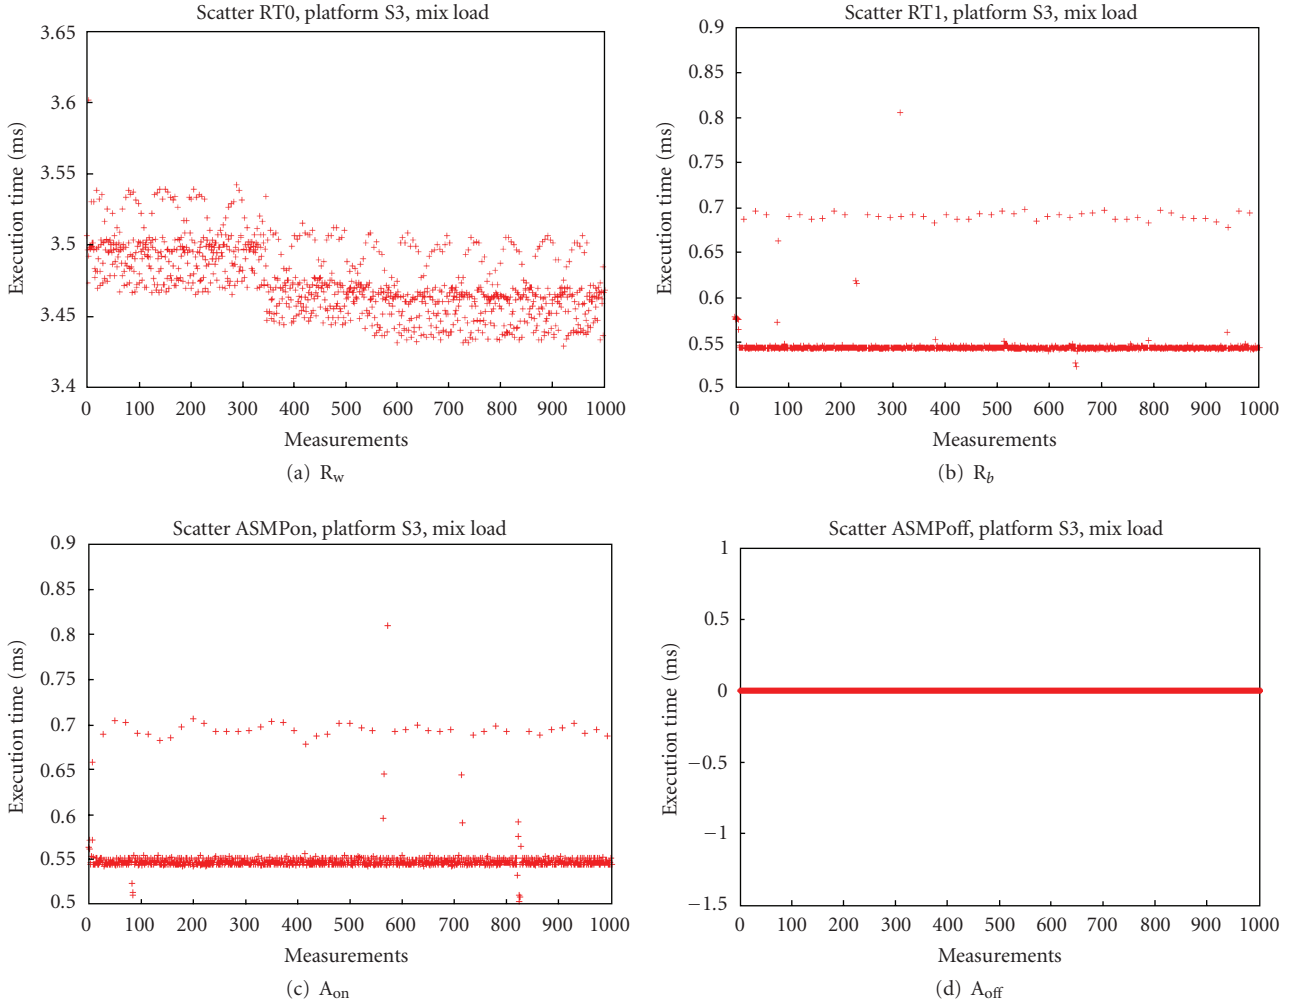 Scatter RT0, platform S3, mix load
3.65
3.6
3.55
3.5
3.45
3.4
Execution time (ms)
0 100 200 300 400 500 600 700 800 900 1000
Measurements
(a) R_w
Scatter RT1, platform S3, mix load
0.9
0.85
0.8
0.75
0.7
0.65
0.6
0.55
0.5
Execution time (ms)
0 100 200 300 400 500 600 700 800 900 1000
Measurements
(b) R_b
Scatter ASMPon, platform S3, mix load
0.9
0.85
0.8
0.75
0.7
0.65
0.6
0.55
0.5
Execution time (ms)
0 100 200 300 400 500 600 700 800 900 1000
Measurements
(c) A_on
Scatter ASMPoff, platform S3, mix load
1
0.5
0
−0.5
−1
−1.5
Execution time (ms)
0 100 200 300 400 500 600 700 800 900 1000
Measurements
(d) A_off